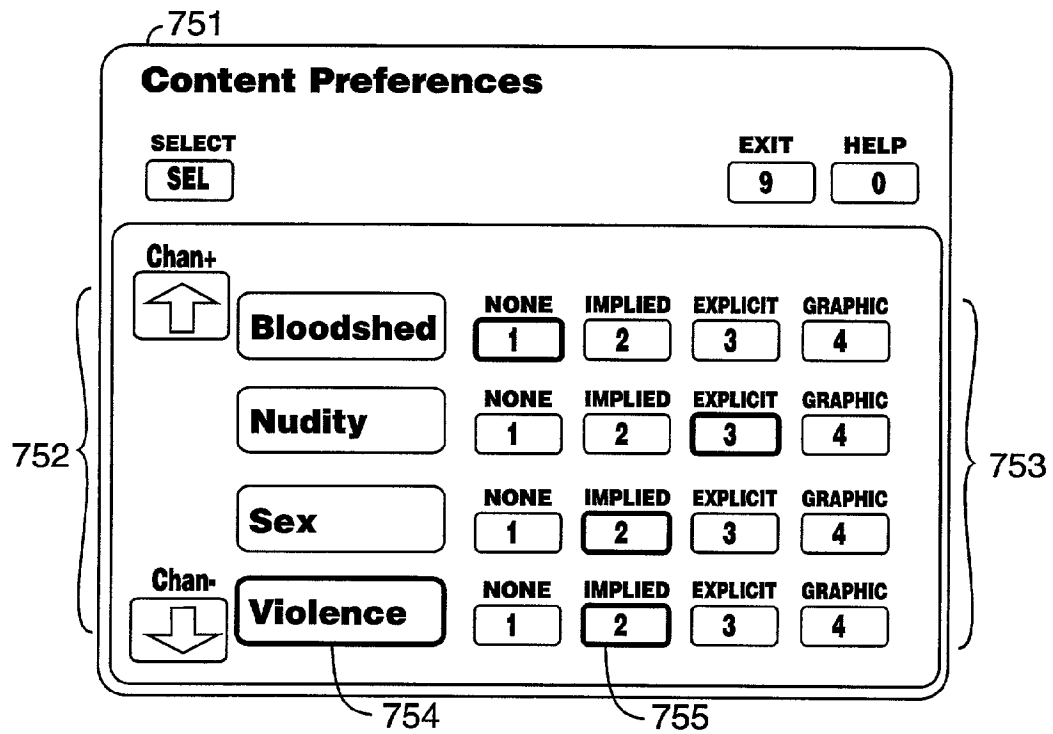 751
Content Preferences
SELECT EXIT HELP
SEL 9 0
Chan+
NONE IMPLIED EXPLICIT GRAPHIC
Bloodshed 1 2 3 4
NONE IMPLIED EXPLICIT GRAPHIC
Nudity 1 2 3 4
752 753
NONE IMPLIED EXPLICIT GRAPHIC
Sex 1 2 3 4
Chan-
NONE IMPLIED EXPLICIT GRAPHIC
Violence 1 2 3 4
754 755